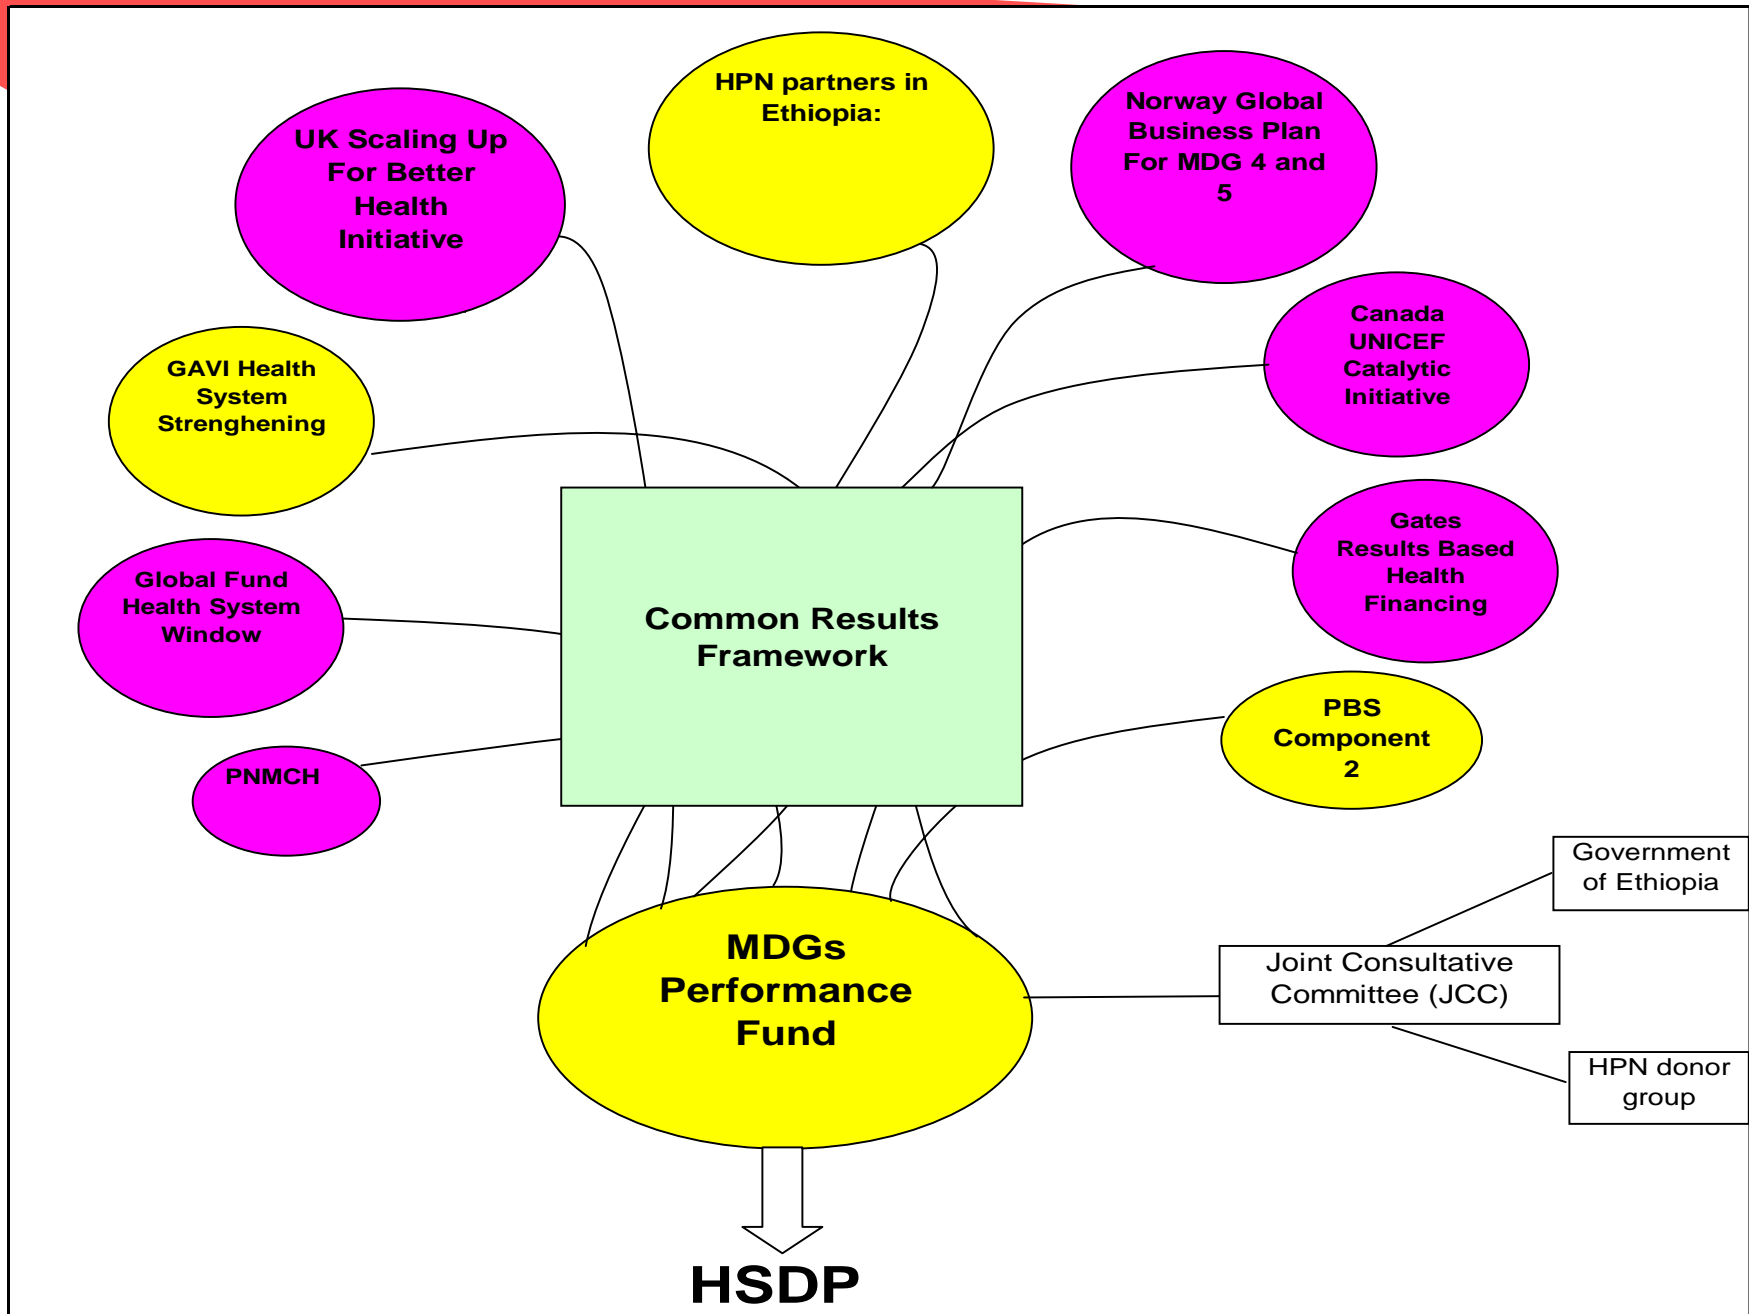 HPN partners in
Ethiopia:
Norway Global
Business Plan
For MDG 4 and
5
UK Scaling Up
For Better
Health
Initiative
Canada
UNICEF
Catalytic
Initiative
GAVI Health
System
Strenghening
Gates
Results Based
Health
Financing
Global Fund
Health System
Window
Common Results
Framework
PBS
Component
2
PNMCH
Government
of Ethiopia
MDGs
Performance
Fund
Joint Consultative
Committee (JCC)
HPN donor
group
HSDP